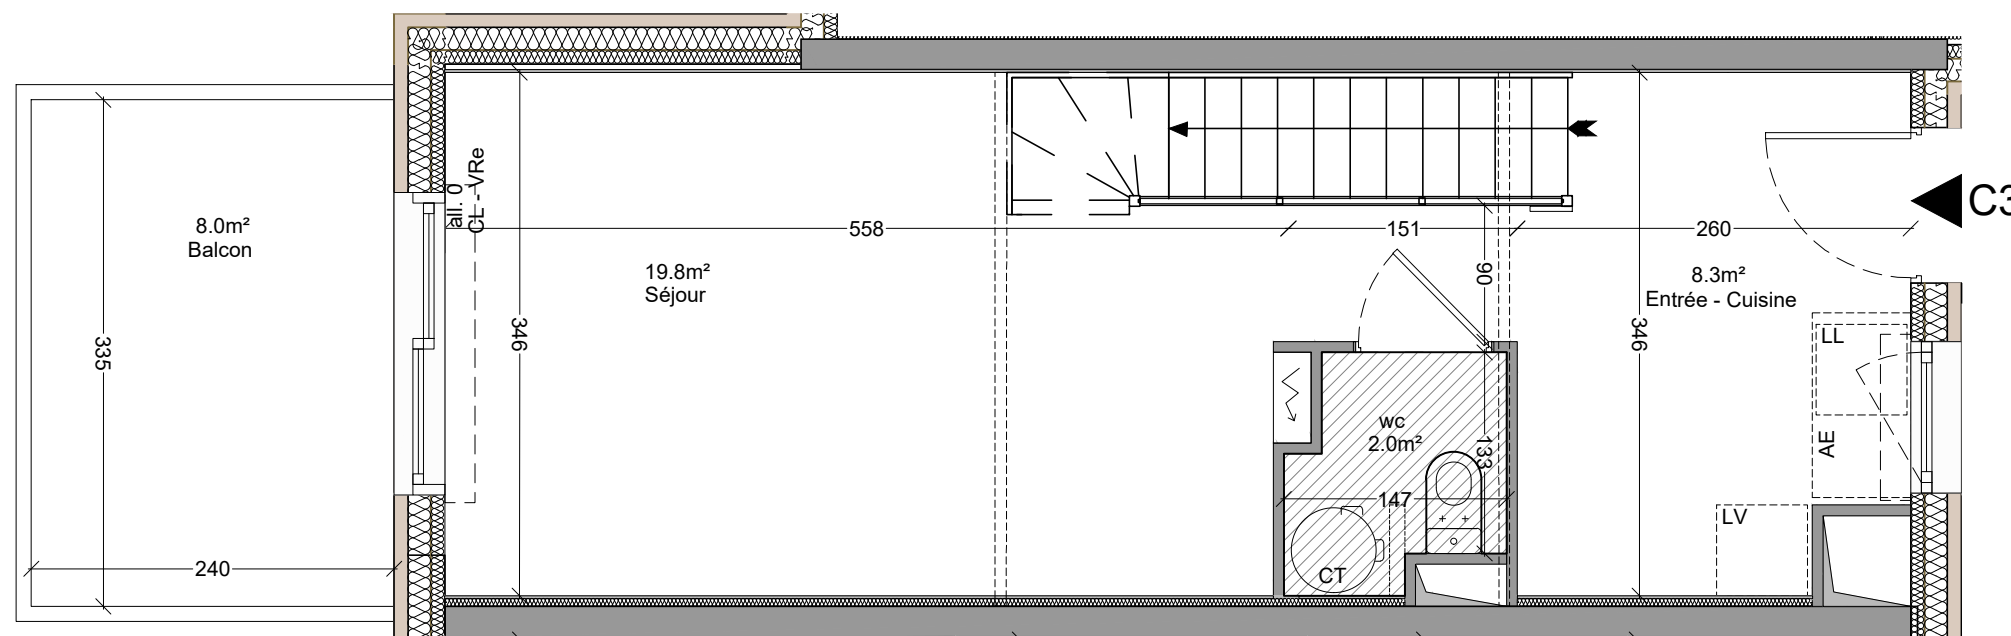 8.0m²
Balcon
335
240
all. 0
CL - VRe
346
558
19.8m²
Séjour
151
90
260
8.3m²
Entrée - Cuisine
346
wc
2.0m²
133
147
CT
LL
AE
LV
C3